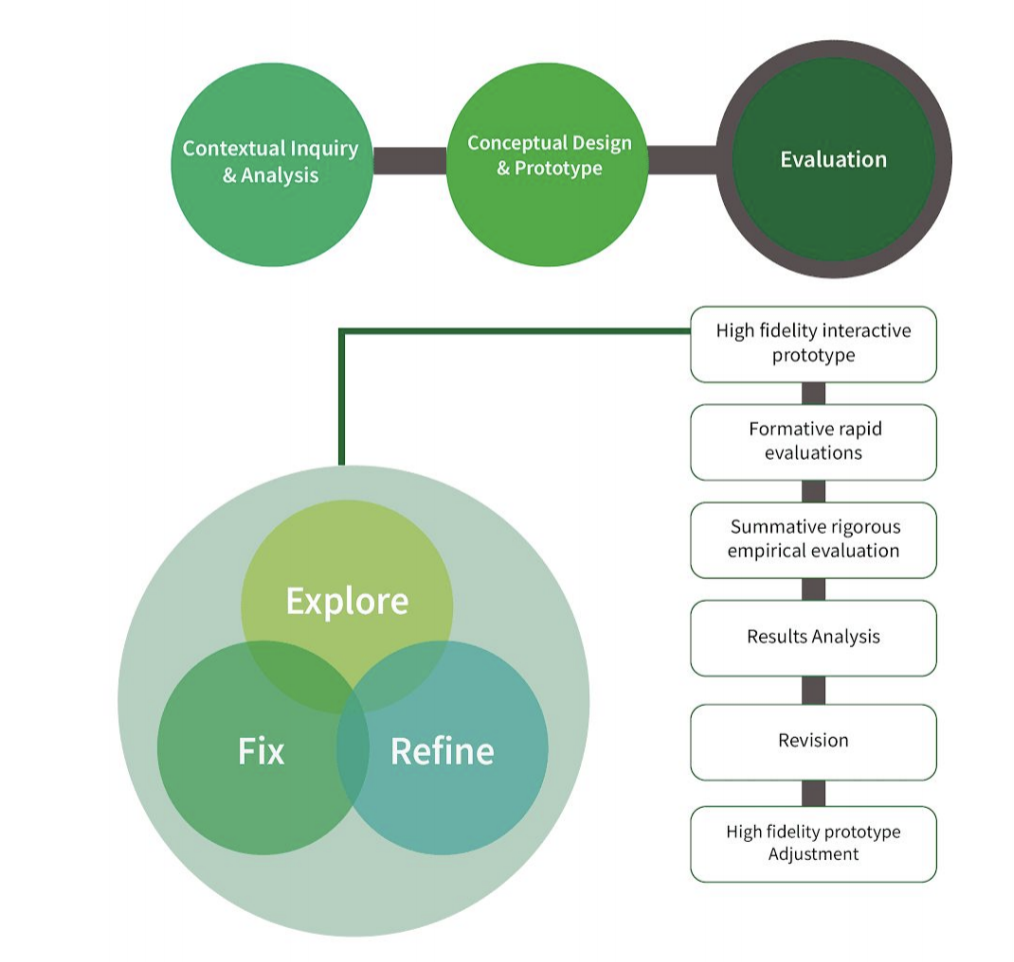 Contextual Inquiry
& Analysis
Conceptual Design
& Prototype
Evaluation
High fidelity interactive
prototype
Formative rapid
evaluations
Summative rigorous
empirical evaluation
Results Analysis
Revision
High fidelity prototype
Adjustment
Explore
Fix
Refine